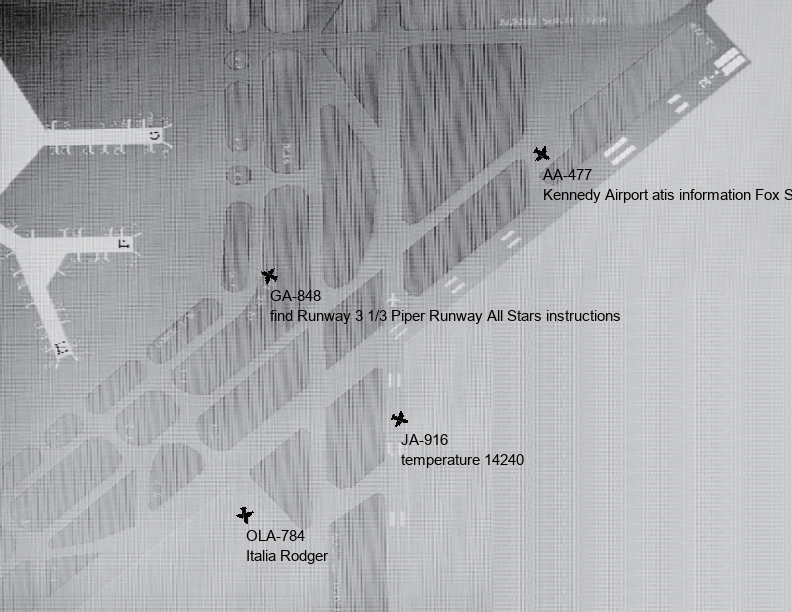 AA-477
Kennedy Airport atis information Fox S
GA-848
find Runway 3 1/3 Piper Runway All Stars instructions
JA-916
temperature 14240
OLA-784
Italia Rodger